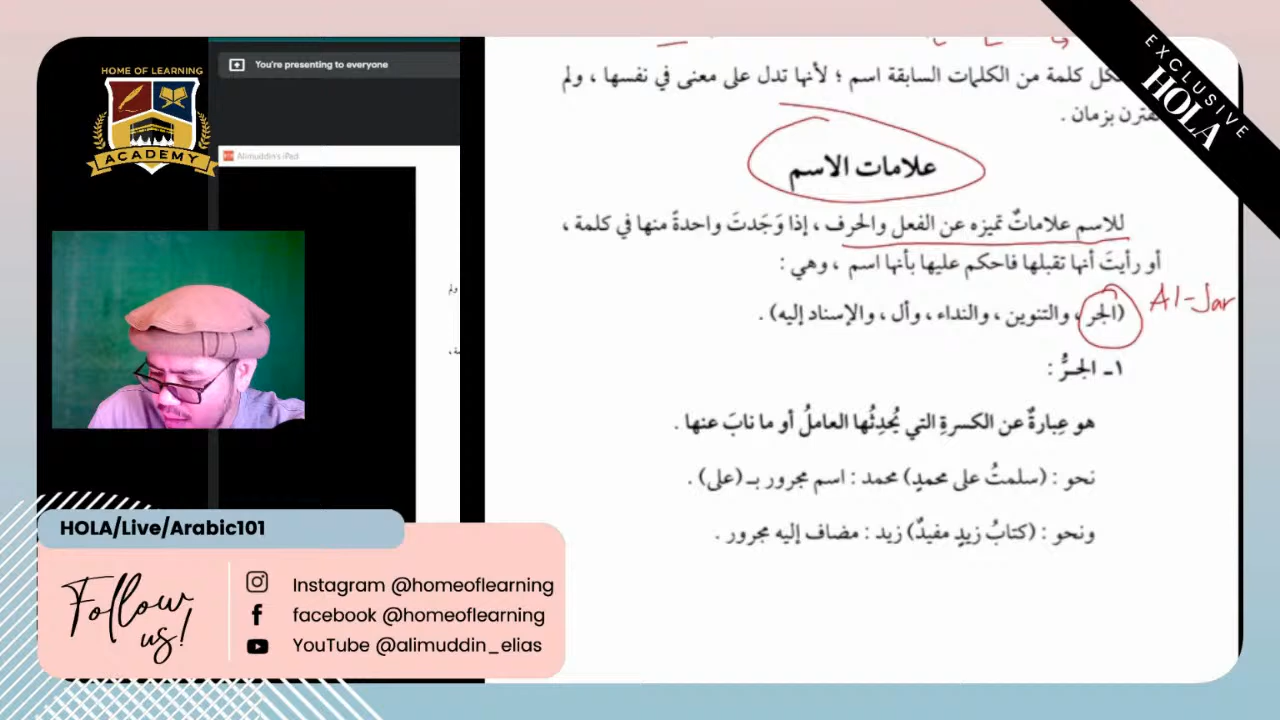 HOME OF LEARNING
ACADEMY
You're presenting to everyone
Alimuddin's iPad
EXCLUSIVE
HOLA
كل كلمة من الكلمات السابقة اسم ؛ لأنها تدل على معنى في نفسها ، ولم
تقترن بزمان .
علامات الاسم
للاسم علاماتٌ تميزه عن الفعل والحرف ، إذا وَجَدتَ واحدةً منها في كلمة ،
أو رأيتَ أنها تقبلها فاحكم عليها بأنها اسم ، وهي :
(الجر ، والتنوين ، والنداء ، وأل ، والإسناد إليه) .
Al-Jar
١ـ الجـرُّ :
هو عِبارةٌ عن الكسرةِ التي يُحدِثُها العاملُ أو ما نابَ عنها .
نحو : (سلمتُ على محمدٍ) محمد : اسم مجرور بـ (على) .
ونحو : (كتابُ زيدٍ مفيدٌ) زيد : مضاف إليه مجرور .
ولم
HOLA/Live/Arabic101
Follow us!
Instagram @homeoflearning
facebook @homeoflearning
YouTube @alimuddin_elias